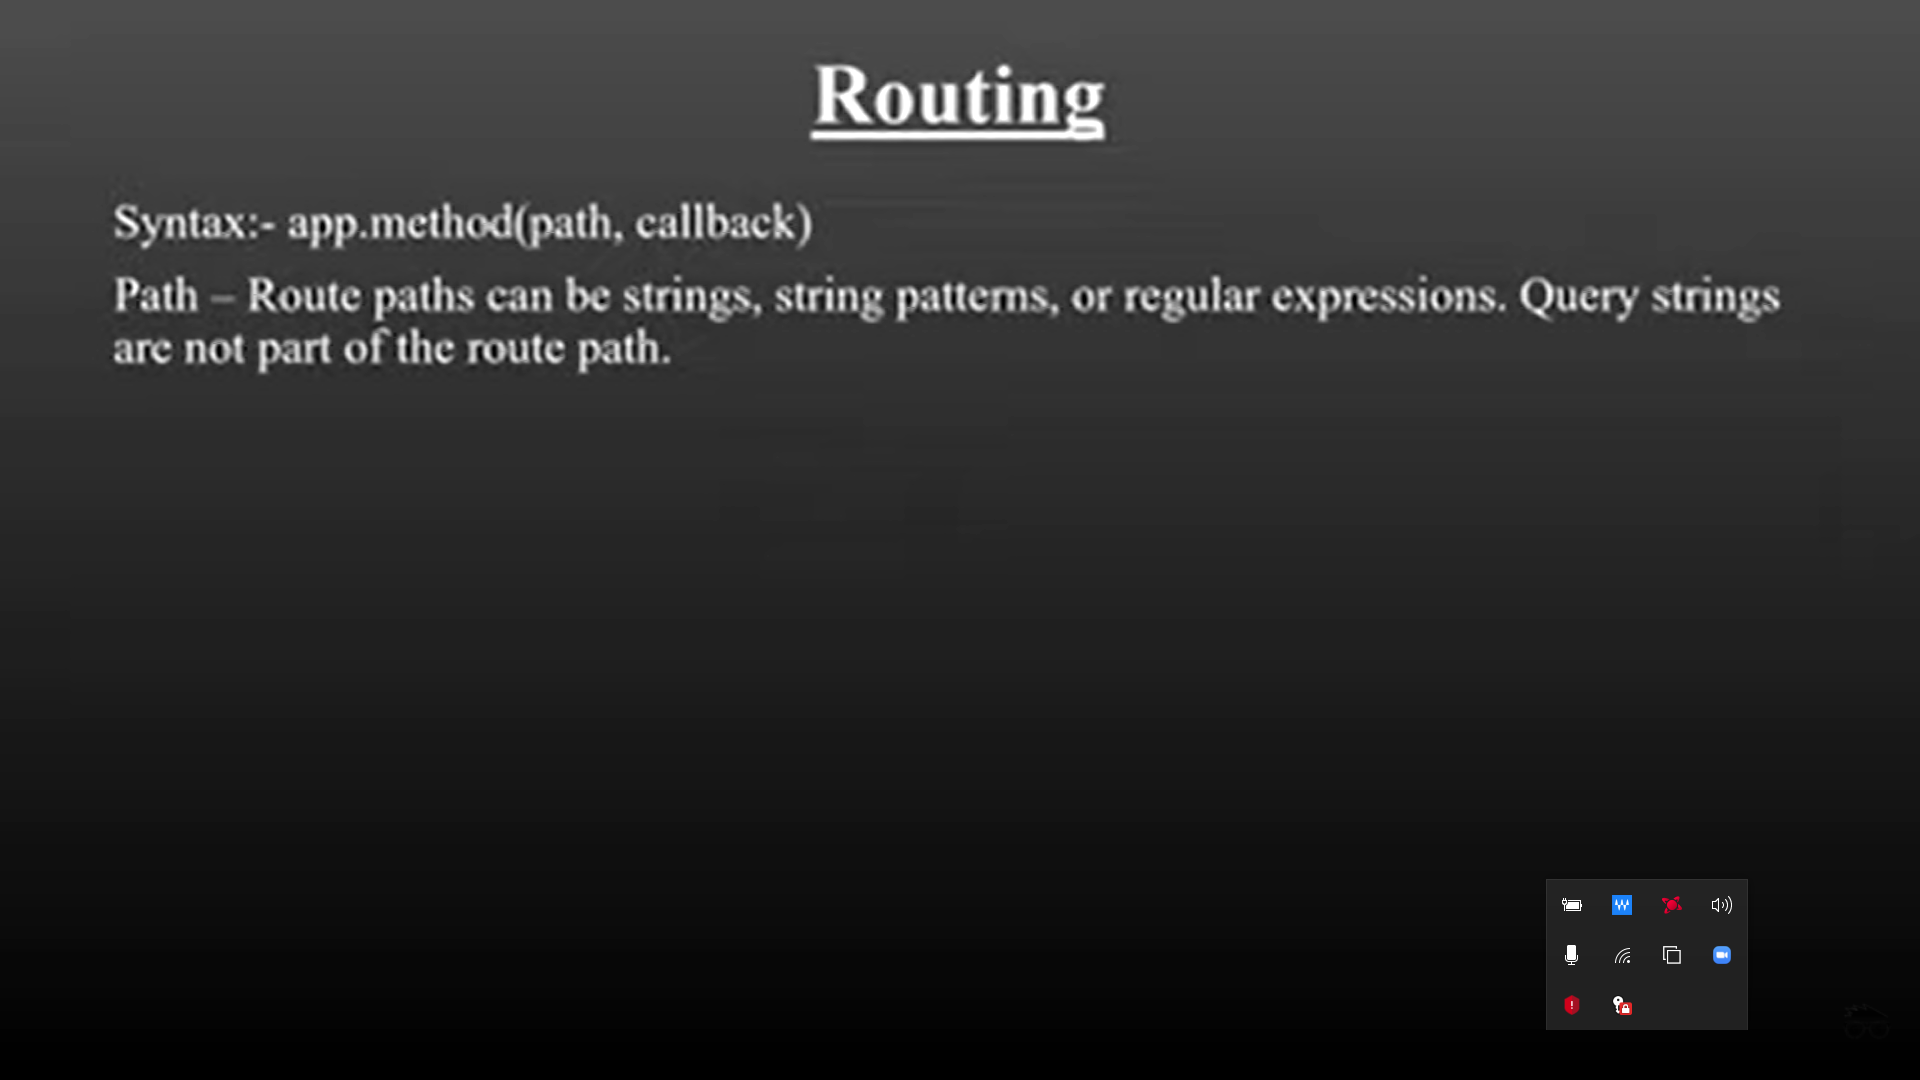 Routing
Syntax:- app.method(path, callback)
Path – Route paths can be strings, string patterns, or regular expressions. Query strings
are not part of the route path.